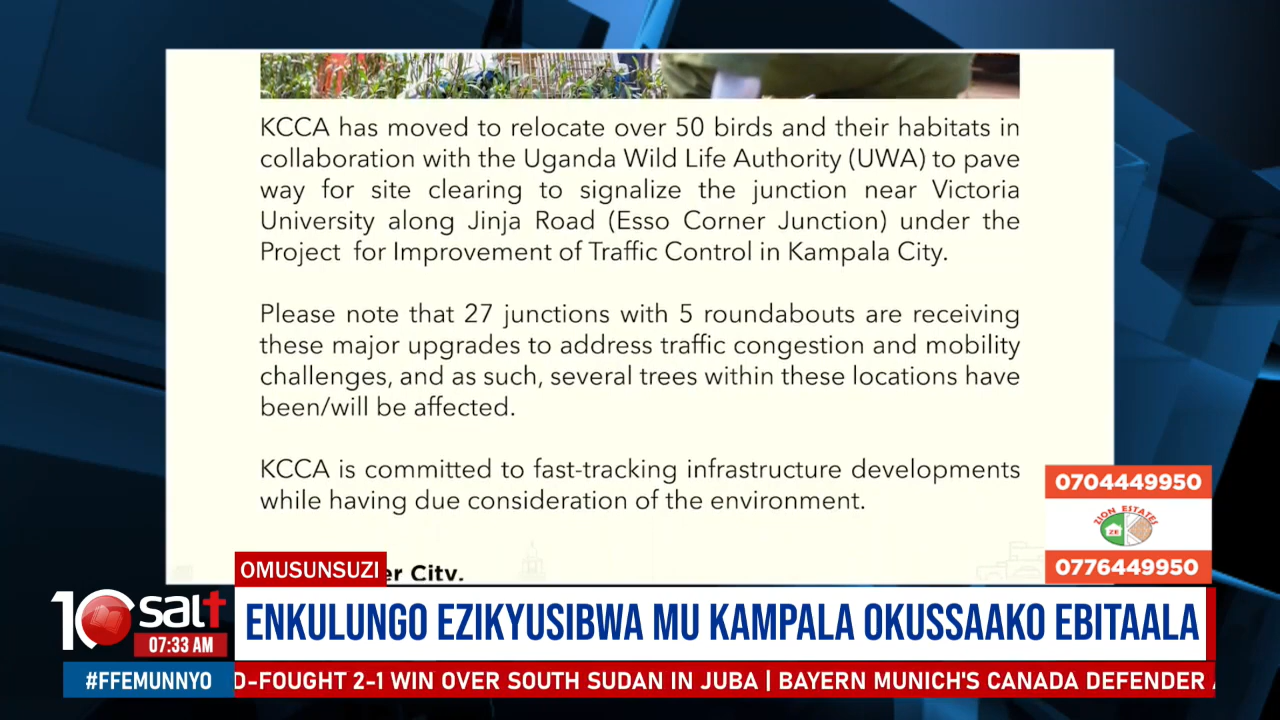 KCCA has moved to relocate over 50 birds and their habitats in
collaboration with the Uganda Wild Life Authority (UWA) to pave
way for site clearing to signalize the junction near Victoria
University along Jinja Road (Esso Corner Junction) under the
Project for Improvement of Traffic Control in Kampala City.
Please note that 27 junctions with 5 roundabouts are receiving
these major upgrades to address traffic congestion and mobility
challenges, and as such, several trees within these locations have
been/will be affected.
KCCA is committed to fast-tracking infrastructure developments
while having due consideration of the environment.
0704449950
ZION ESTATES
ZE
0776449950
City.
OMUSUNSUZI
10 salt
07:33 AM
ENKULUNGO EZIKYUSIBWA MU KAMPALA OKUSSAAKO EBITAALA
#FFEMUNNYO
D-FOUGHT 2-1 WIN OVER SOUTH SUDAN IN JUBA | BAYERN MUNICH'S CANADA DEFENDER